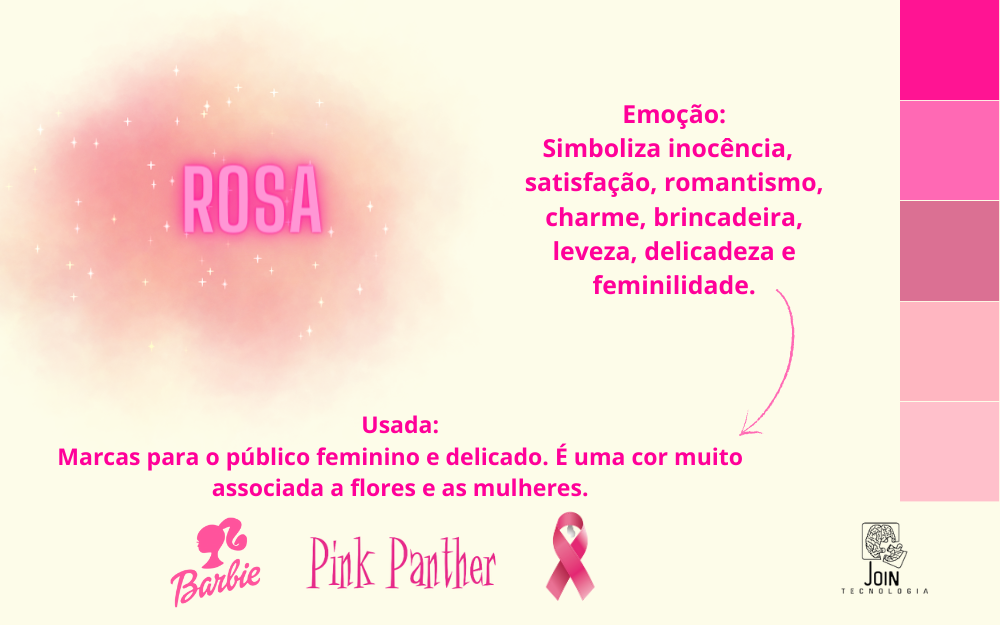 ROSA
Emoção:
Simboliza inocência,
satisfação, romantismo,
charme, brincadeira,
leveza, delicadeza e
feminilidade.
Usada:
Marcas para o público feminino e delicado. É uma cor muito
associada a flores e as mulheres.
Barbie
Pink Panther
JOIN
TECNOLOGIA